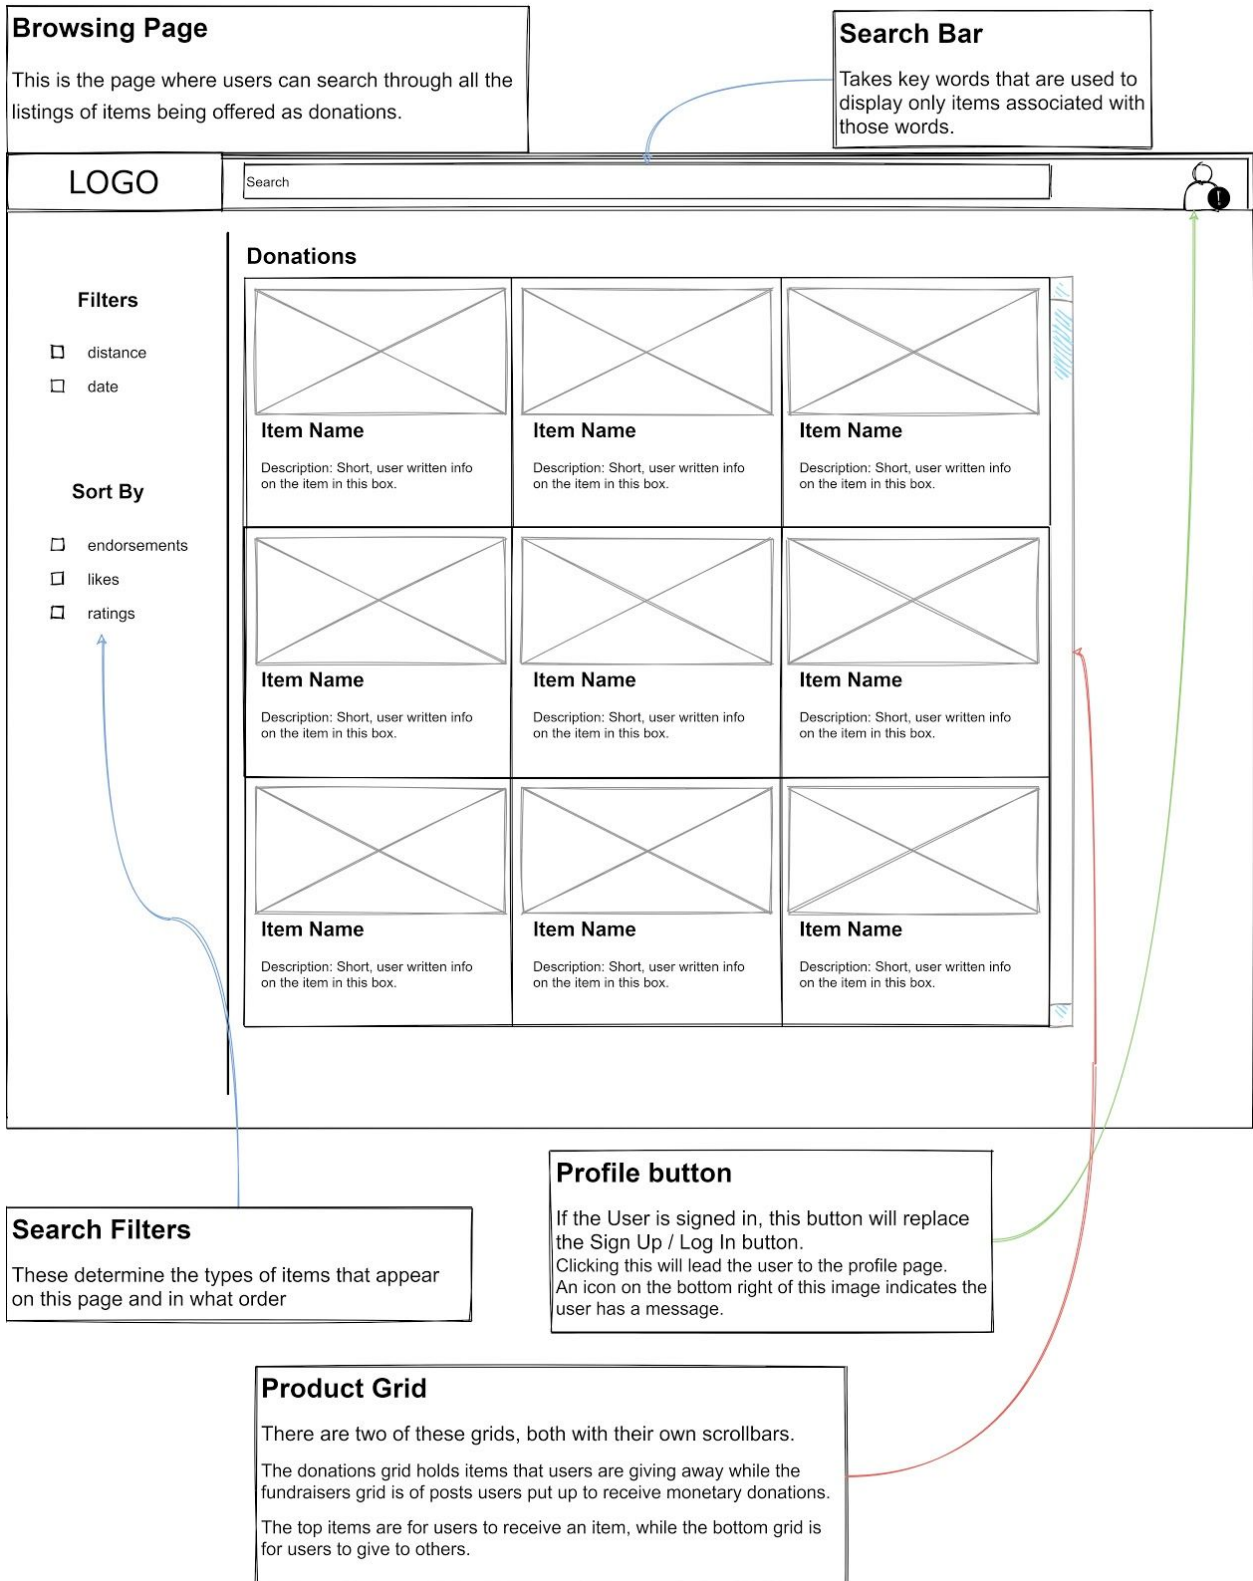 Browsing Page
This is the page where users can search through all the
listings of items being offered as donations.
Search Bar
Takes key words that are used to
display only items associated with
those words.
LOGO
Search
!
Filters
distance
date
Sort By
endorsements
likes
ratings
Donations
Item Name
Description: Short, user written info
on the item in this box.
Item Name
Description: Short, user written info
on the item in this box.
Item Name
Description: Short, user written info
on the item in this box.
Item Name
Description: Short, user written info
on the item in this box.
Item Name
Description: Short, user written info
on the item in this box.
Item Name
Description: Short, user written info
on the item in this box.
Item Name
Description: Short, user written info
on the item in this box.
Item Name
Description: Short, user written info
on the item in this box.
Item Name
Description: Short, user written info
on the item in this box.
Search Filters
These determine the types of items that appear
on this page and in what order
Profile button
If the User is signed in, this button will replace
the Sign Up / Log In button.
Clicking this will lead the user to the profile page.
An icon on the bottom right of this image indicates the
user has a message.
Product Grid
There are two of these grids, both with their own scrollbars.
The donations grid holds items that users are giving away while the
fundraisers grid is of posts users put up to receive monetary donations.
The top items are for users to receive an item, while the bottom grid is
for users to give to others.